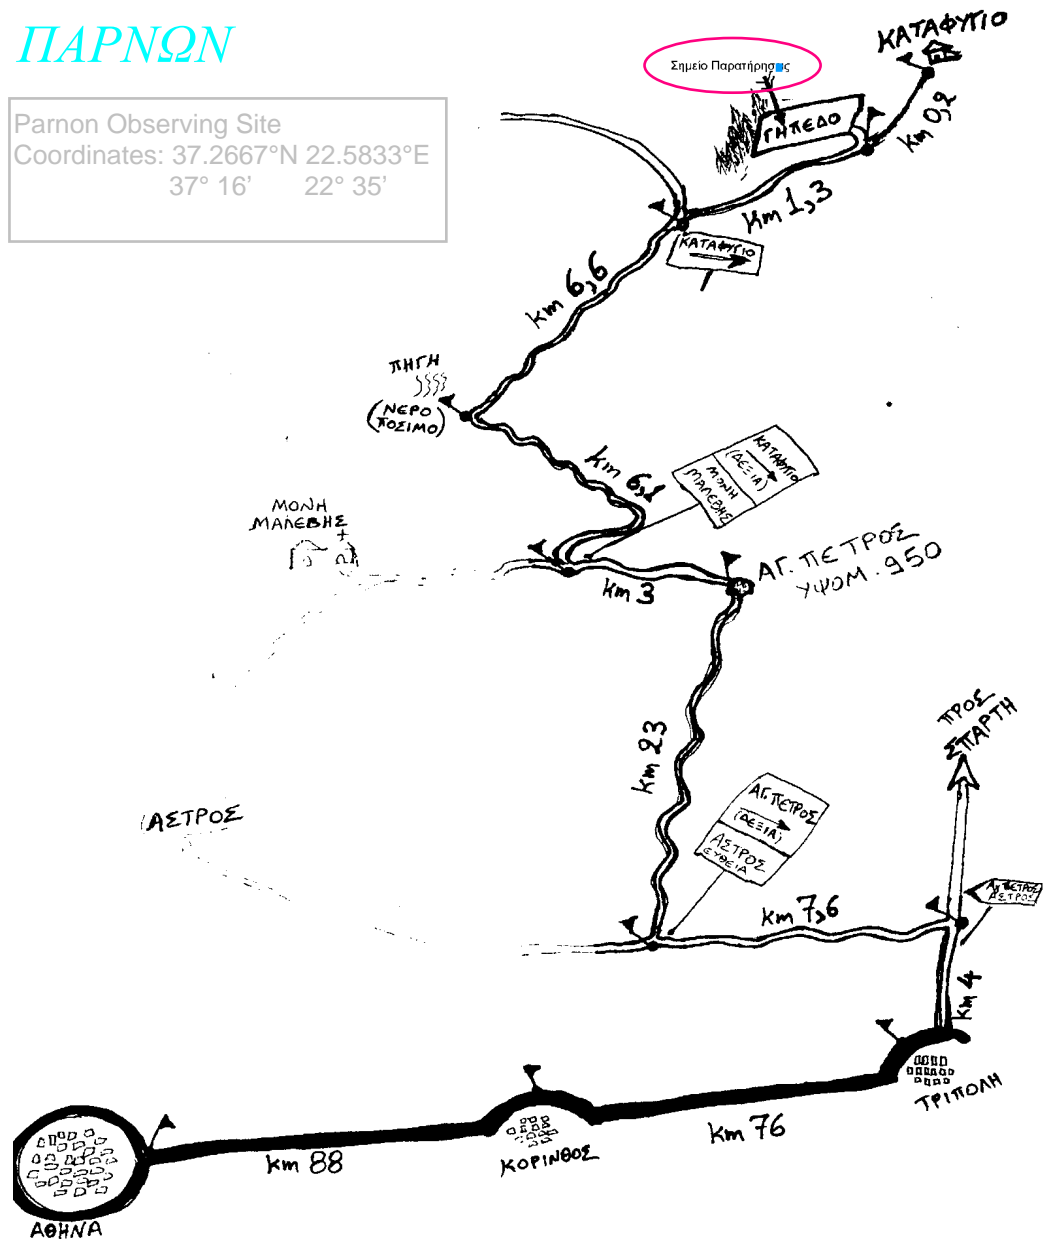 ΠΑΡΝΩΝ
Parnon Observing Site
Coordinates: 37.2667°N 22.5833°E
37° 16’ 22° 35’
Σημείο Παρατήρησης
ΚΑΤΑΦΥΓΙΟ
ΓΗΠΕΔΟ
km 0,2
km 1,3
ΚΑΤΑΦΥΓΙΟ
km 6,6
ΠΗΓΗ
(ΝΕΡΟ
ΠΟΣΙΜΟ)
km 6,1
ΚΑΤΑΦΥΓΙΟ
(ΔΕΞΙΑ)
ΜΟΝΗ
ΜΑΛΕΒΗΣ
ΜΟΝΗ
ΜΑΛΕΒΗΣ
km 3
ΑΓ. ΠΕΤΡΟΣ
ΥΨΟΜ. 950
km 23
ΠΡΟΣ
ΣΠΑΡΤΗ
ΑΓ. ΠΕΤΡΟΣ
(ΔΕΞΙΑ)
ΑΣΤΡΟΣ
ΕΥΘΕΙΑ
ΑΣΤΡΟΣ
ΑΓ. ΠΕΤΡΟΣ
ΑΣΤΡΟΣ
km 7,6
km 4
ΤΡΙΠΟΛΗ
km 76
ΚΟΡΙΝΘΟΣ
km 88
ΑΘΗΝΑ